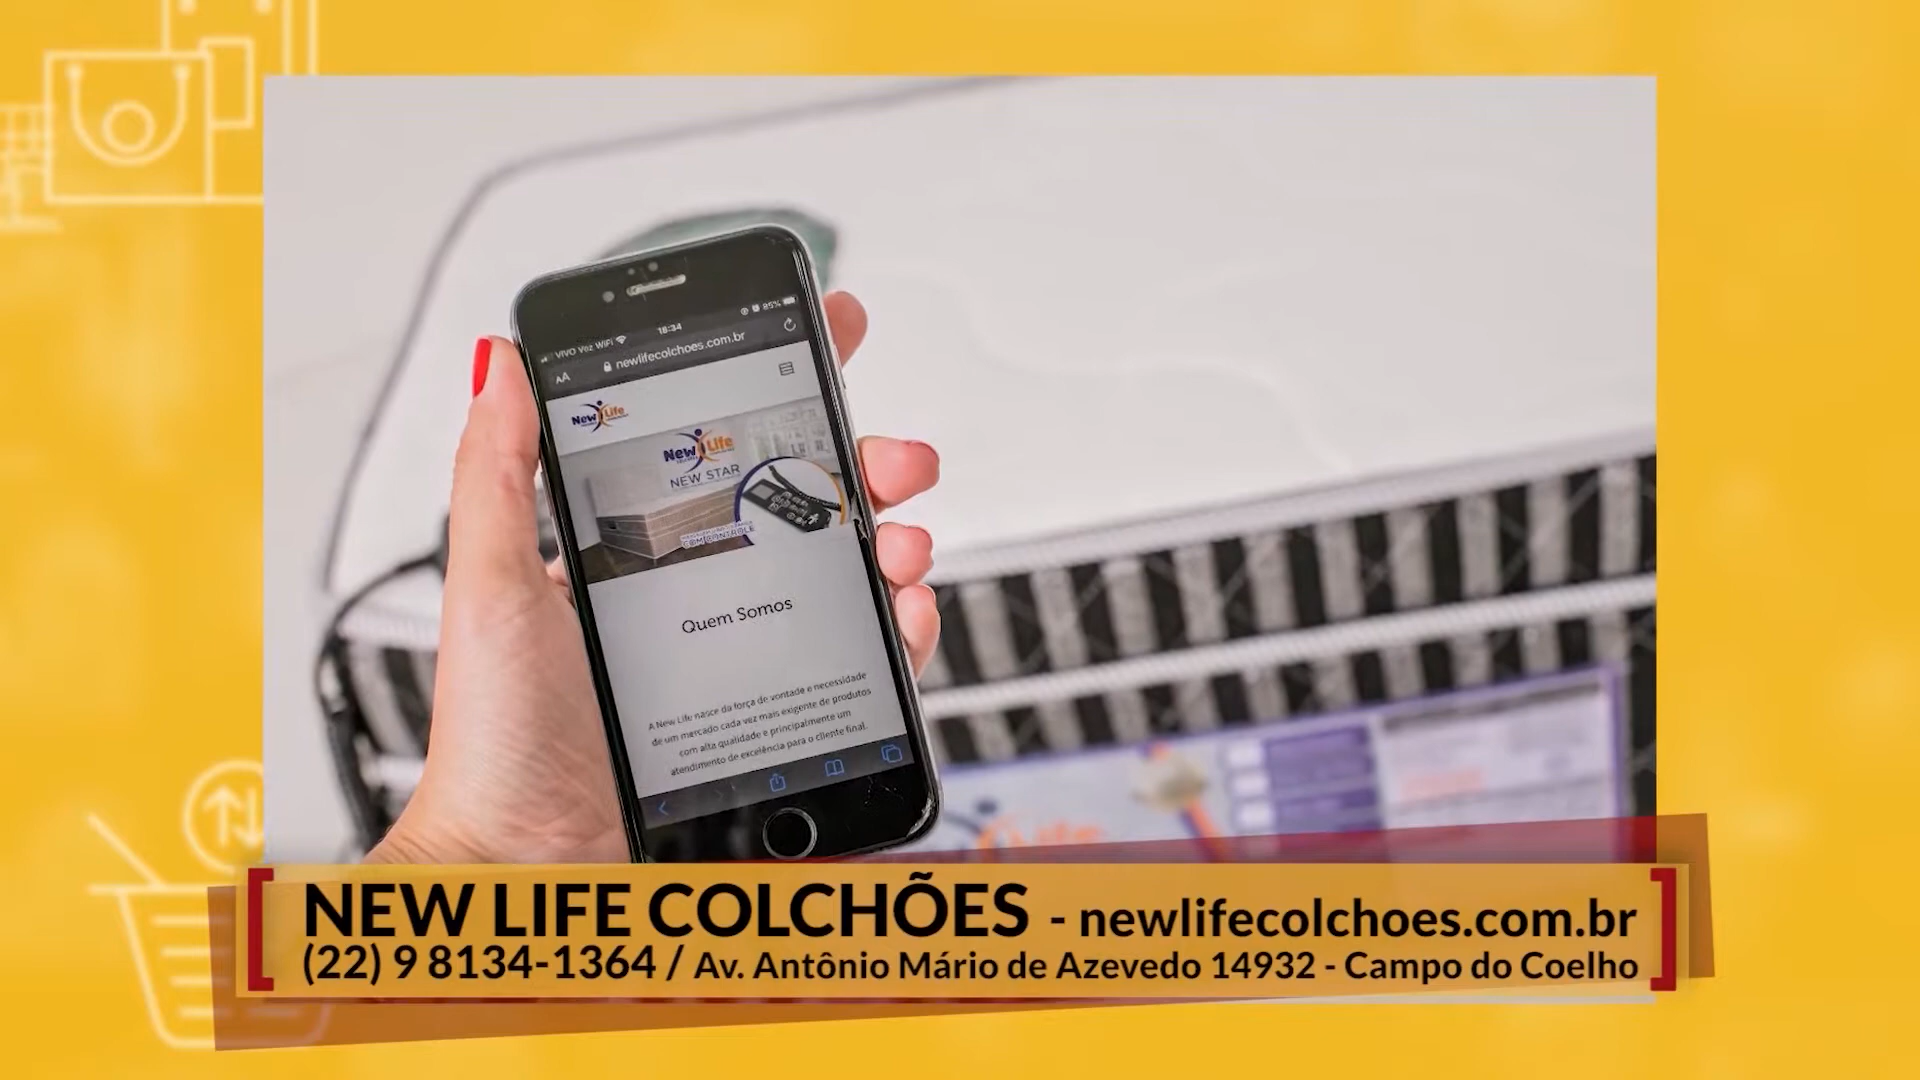 VIVO Voz WiFi 18:34 85%
AA newlifecolchoes.com.br
New Life
New Life
NEW STAR
COM CONTROLE
Quem Somos
A New Life nasce da força de vontade e necessidade
de um mercado cada vez mais exigente de produtos
com alta qualidade e principalmente um
atendimento de excelência para o cliente final.
NEW LIFE COLCHÕES - newlifecolchoes.com.br
(22) 9 8134-1364 / Av. Antônio Mário de Azevedo 14932 - Campo do Coelho